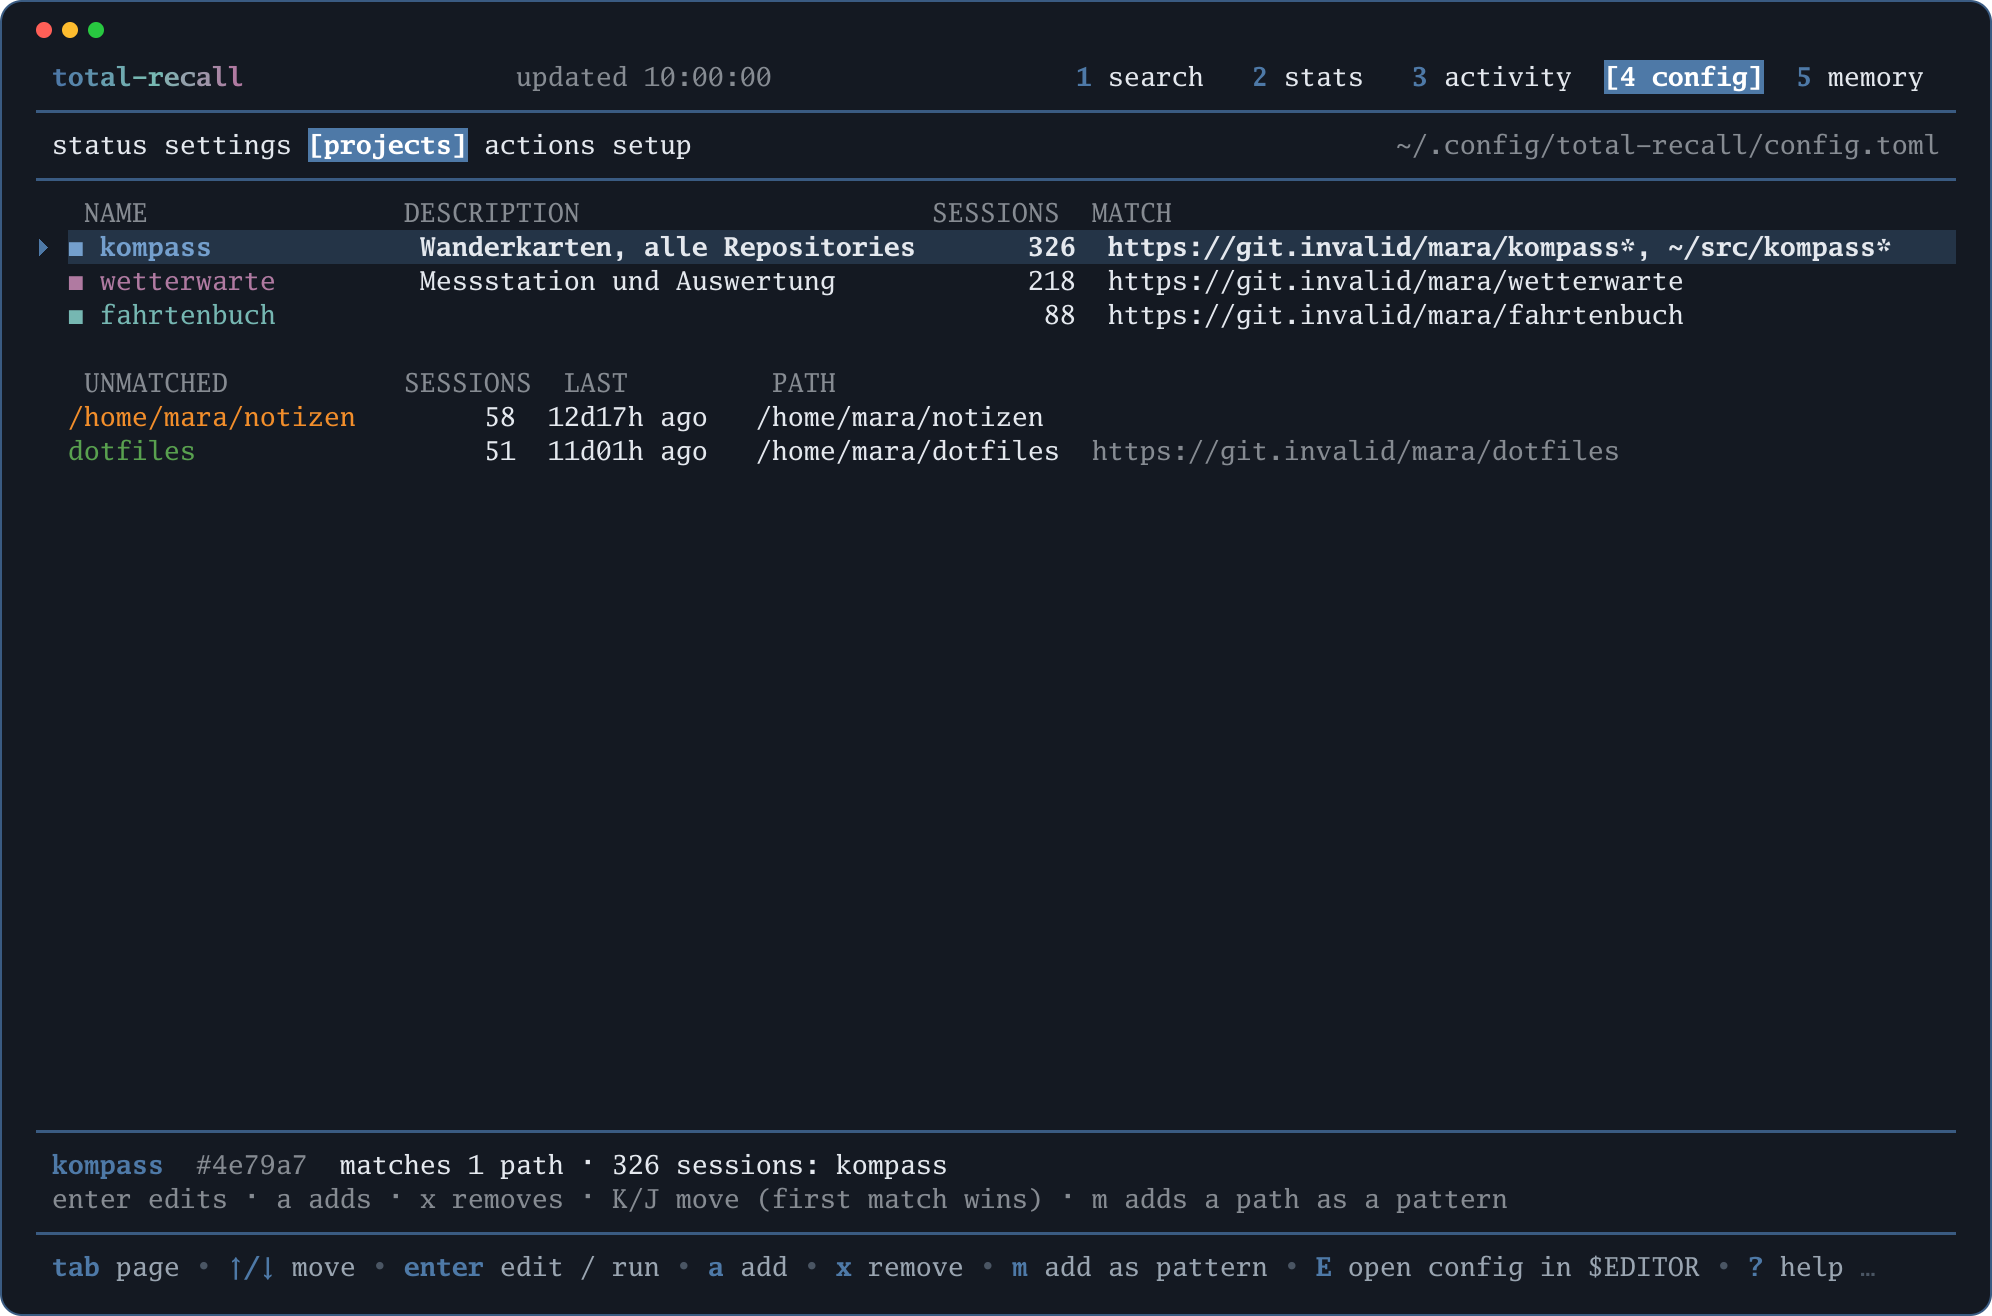 total-recall updated 10:00:00 1 search 2 stats 3 activity [4 config] 5 memory
status settings [projects] actions setup ~/.config/total-recall/config.toml
NAME DESCRIPTION SESSIONS MATCH
▸ ■ kompass Wanderkarten, alle Repositories 326 https://git.invalid/mara/kompass*, ~/src/kompass*
■ wetterwarte Messstation und Auswertung 218 https://git.invalid/mara/wetterwarte
■ fahrtenbuch 88 https://git.invalid/mara/fahrtenbuch
UNMATCHED SESSIONS LAST PATH
/home/mara/notizen 58 12d17h ago /home/mara/notizen
dotfiles 51 11d01h ago /home/mara/dotfiles https://git.invalid/mara/dotfiles
kompass #4e79a7 matches 1 path · 326 sessions: kompass
enter edits · a adds · x removes · K/J move (first match wins) · m adds a path as a pattern
tab page • ↑/↓ move • enter edit / run • a add • x remove • m add as pattern • E open config in $EDITOR • ? help …